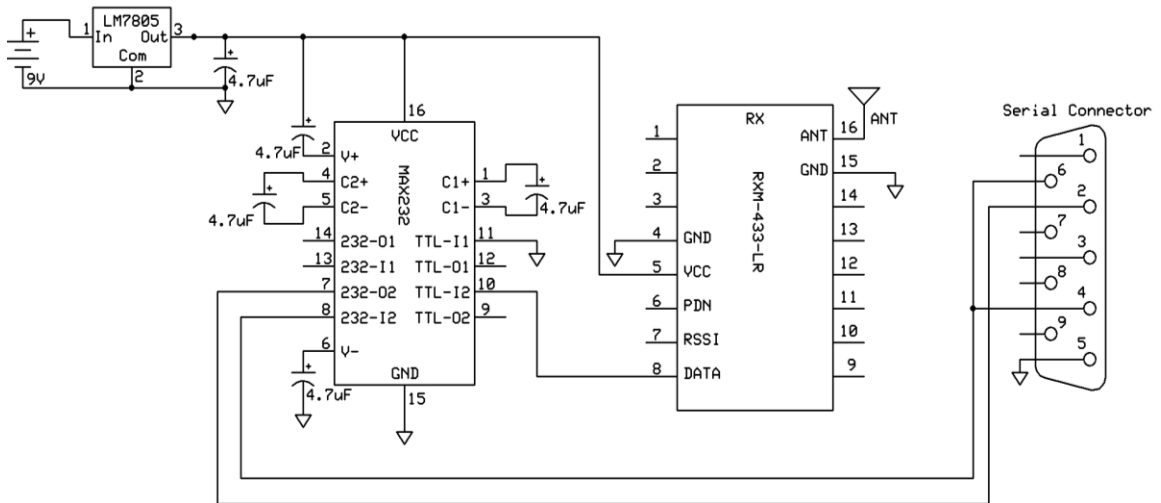 LM7805
1 In Out 3
Com
2
+
9V
+
4.7uF
16
VCC
+
4.7uF
2 V+
4 C2+
5 C2-
+
4.7uF
14 232-O1
13 232-I1
7 232-O2
8 232-I2
6 V-
+
4.7uF
MAX232
C1+ 1
C1- 3
+
4.7uF
TTL-I1 11
TTL-O1 12
TTL-I2 10
TTL-O2 9
GND
15
RX
RXM-433-LR
1
2
3
4 GND
5 VCC
6 PDN
7 RSSI
8 DATA
ANT 16
ANT
GND 15
14
13
12
11
10
9
Serial Connector
1
6
2
7
3
8
4
9
5